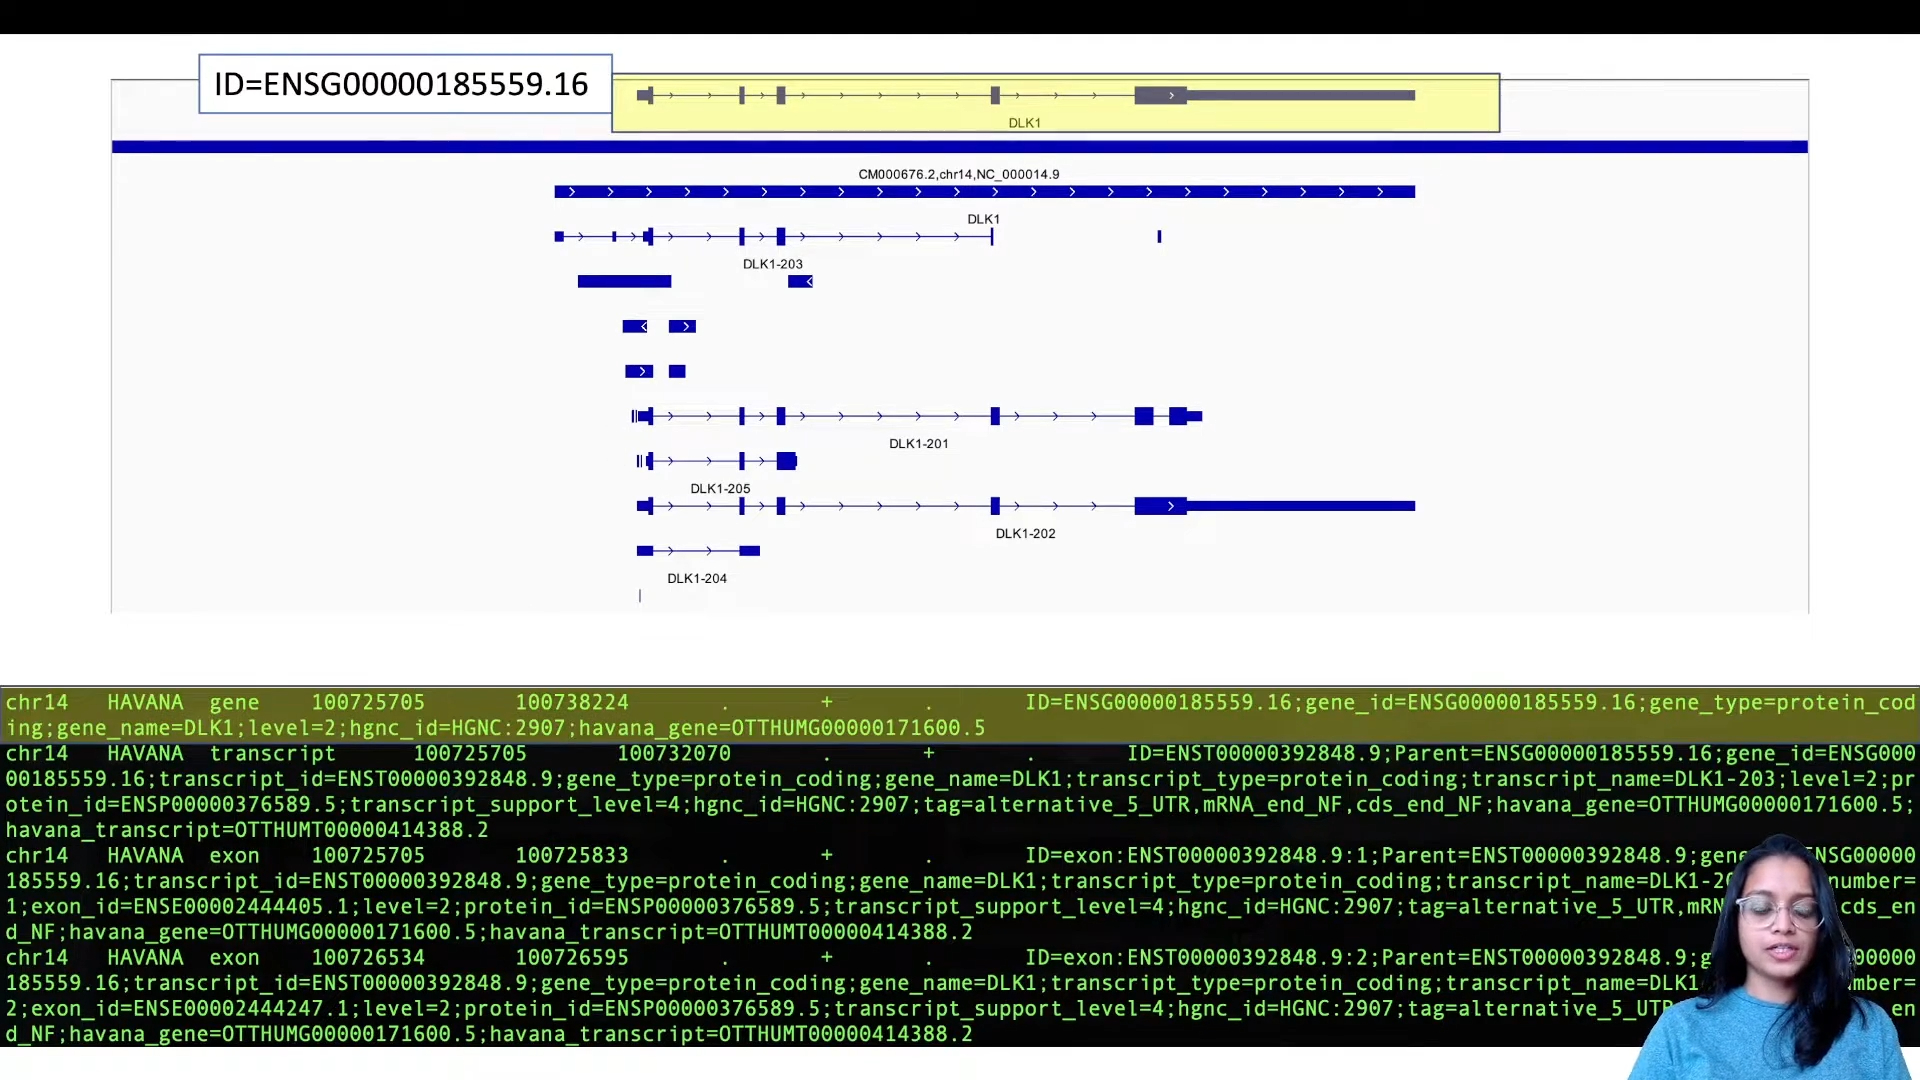 ID=ENSG00000185559.16
DLK1
CM000676.2,chr14,NC_000014.9
DLK1
DLK1-203
DLK1-201
DLK1-205
DLK1-202
DLK1-204
chr14 HAVANA gene 100725705 100738224 . + . ID=ENSG00000185559.16;gene_id=ENSG00000185559.16;gene_type=protein_cod
ing;gene_name=DLK1;level=2;hgnc_id=HGNC:2907;havana_gene=OTTHUMG00000171600.5
chr14 HAVANA transcript 100725705 100732070 . + . ID=ENST00000392848.9;Parent=ENSG00000185559.16;gene_id=ENSG000
00185559.16;transcript_id=ENST00000392848.9;gene_type=protein_coding;gene_name=DLK1;transcript_type=protein_coding;transcript_name=DLK1-203;level=2;pr
otein_id=ENSP00000376589.5;transcript_support_level=4;hgnc_id=HGNC:2907;tag=alternative_5_UTR,mRNA_end_NF,cds_end_NF;havana_gene=OTTHUMG00000171600.5;
havana_transcript=OTTHUMT00000414388.2
chr14 HAVANA exon 100725705 100725833 . + . ID=exon:ENST00000392848.9:1;Parent=ENST00000392848.9;gene NSG00000
185559.16;transcript_id=ENST00000392848.9;gene_type=protein_coding;gene_name=DLK1;transcript_type=protein_coding;transcript_name=DLK1-20 number=
1;exon_id=ENSE00002444405.1;level=2;protein_id=ENSP00000376589.5;transcript_support_level=4;hgnc_id=HGNC:2907;tag=alternative_5_UTR,mRN cds_en
d_NF;havana_gene=OTTHUMG00000171600.5;havana_transcript=OTTHUMT00000414388.2
chr14 HAVANA exon 100726534 100726595 . + . ID=exon:ENST00000392848.9:2;Parent=ENST00000392848.9;g 00000
185559.16;transcript_id=ENST00000392848.9;gene_type=protein_coding;gene_name=DLK1;transcript_type=protein_coding;transcript_name=DLK1 mber=
2;exon_id=ENSE00002444247.1;level=2;protein_id=ENSP00000376589.5;transcript_support_level=4;hgnc_id=HGNC:2907;tag=alternative_5_UTR en
d_NF;havana_gene=OTTHUMG00000171600.5;havana_transcript=OTTHUMT00000414388.2